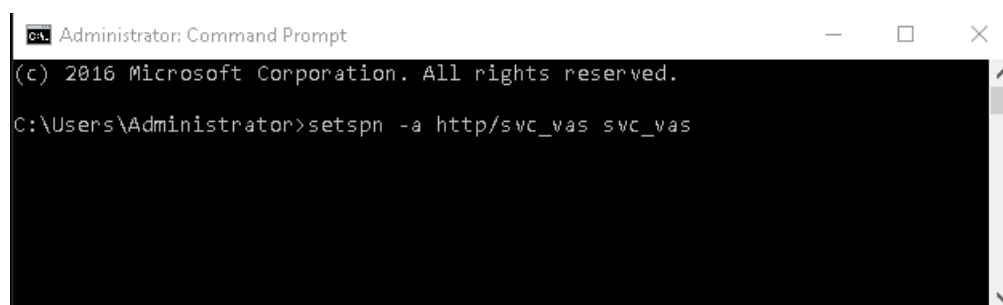 Administrator: Command Prompt
(c) 2016 Microsoft Corporation. All rights reserved.
C:\Users\Administrator>setspn -a http/svc_vas svc_vas